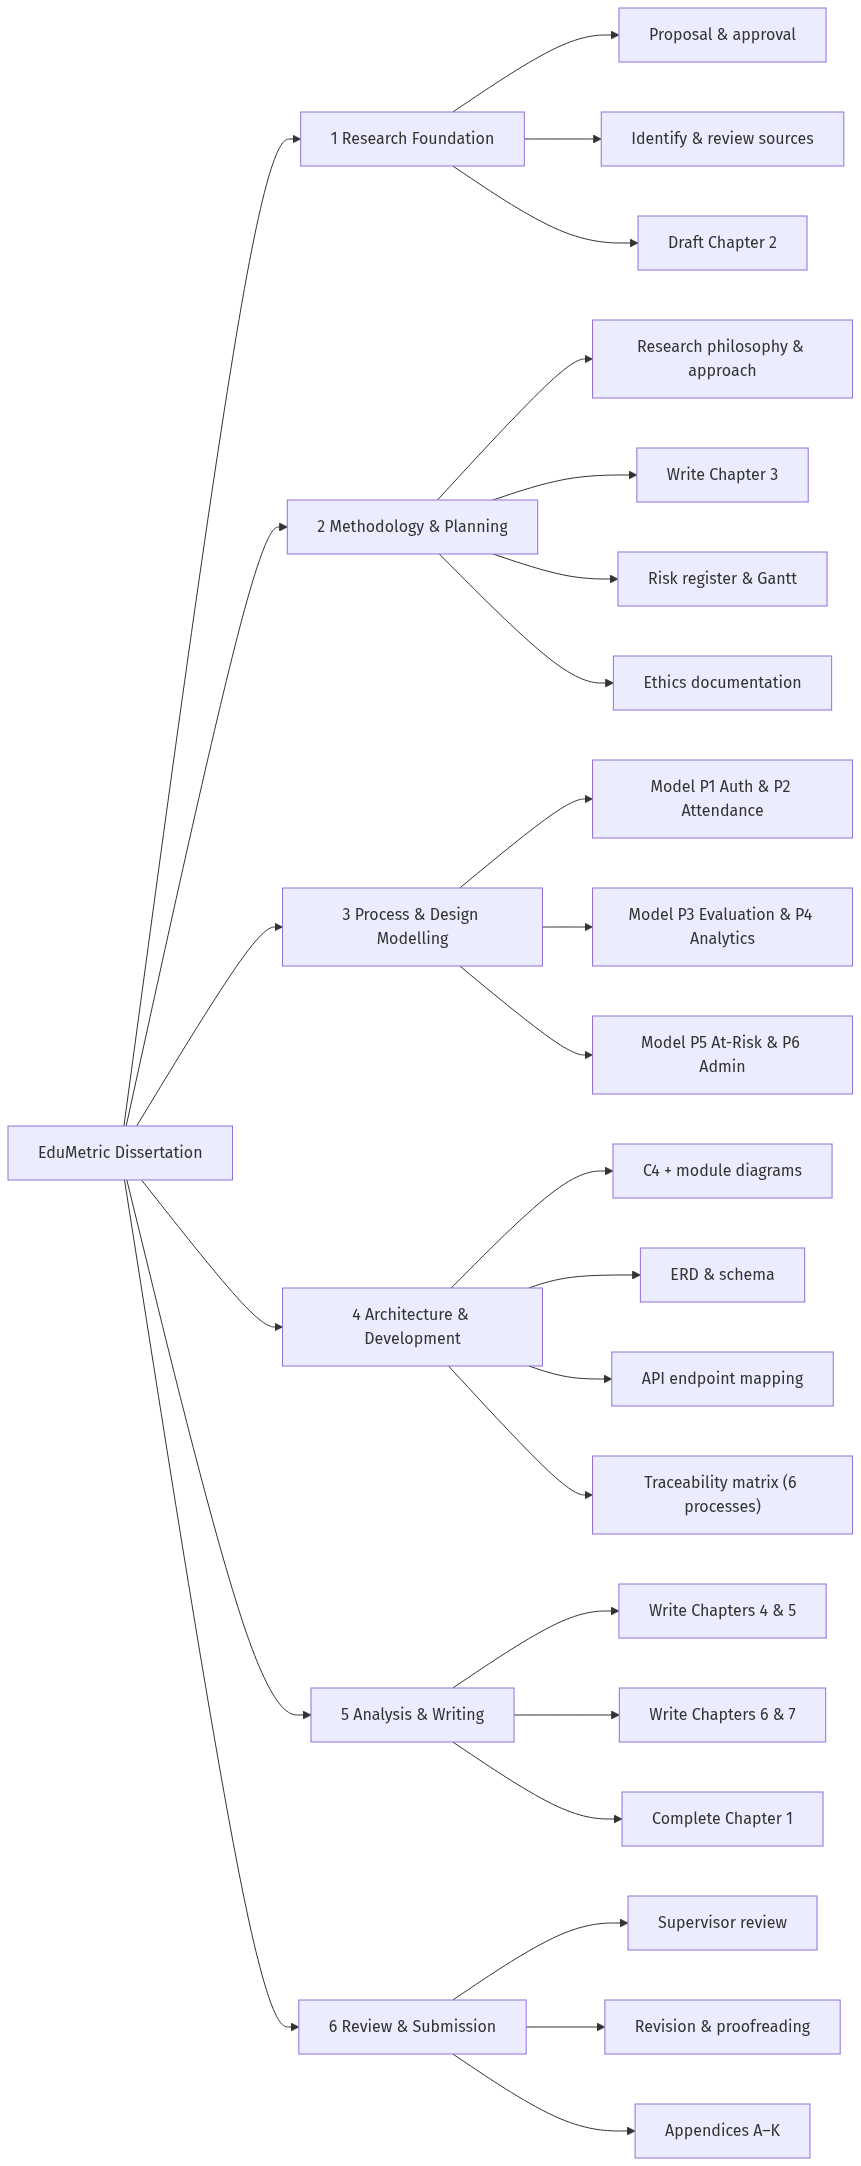 Proposal & approval
1 Research Foundation
Identify & review sources
Draft Chapter 2
Research philosophy &
approach
Write Chapter 3
2 Methodology & Planning
Risk register & Gantt
Ethics documentation
Model P1 Auth & P2
Attendance
3 Process & Design
Modelling
Model P3 Evaluation & P4
Analytics
Model P5 At-Risk & P6
Admin
EduMetric Dissertation
C4 + module diagrams
ERD & schema
4 Architecture &
Development
API endpoint mapping
Traceability matrix (6
processes)
Write Chapters 4 & 5
5 Analysis & Writing
Write Chapters 6 & 7
Complete Chapter 1
Supervisor review
6 Review & Submission
Revision & proofreading
Appendices A–K